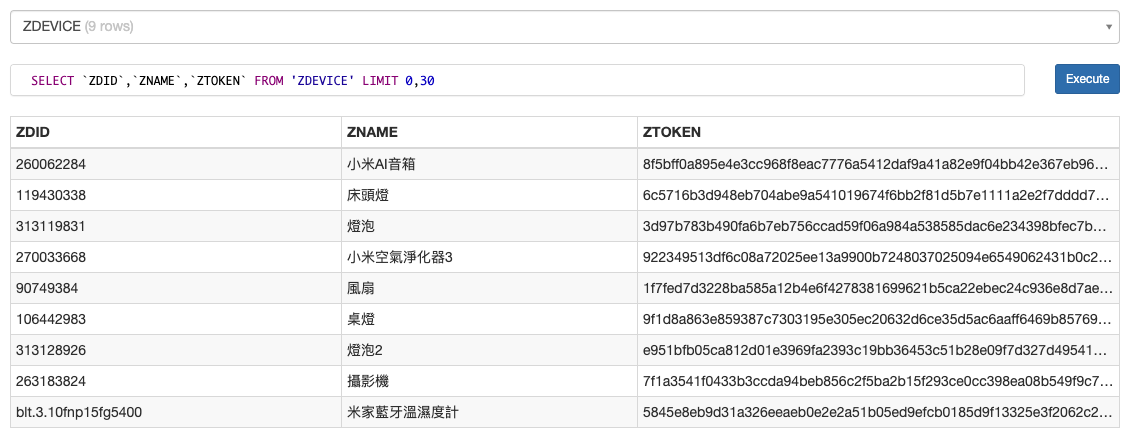 ZDEVICE (9 rows)
SELECT `ZDID`,`ZNAME`,`ZTOKEN` FROM 'ZDEVICE' LIMIT 0,30
Execute
ZDID ZNAME ZTOKEN
260062284 小米AI音箱 8f5bff0a895e4e3cc968f8eac7776a5412daf9a41a82e9f04bb42e367eb96...
119430338 床頭燈 6c5716b3d948eb704abe9a541019674f6bb2f81d5b7e1111a2e2f7dddd7...
313119831 燈泡 3d97b783b490fa6b7eb756ccad59f06a984a538585dac6e234398bfec7b...
270033668 小米空氣淨化器3 922349513df6c08a72025ee13a9900b7248037025094e6549062431b0c2...
90749384 風扇 1f7fed7d3228ba585a12b4e6f4278381699621b5ca22ebec24c936e8d7ae...
106442983 桌燈 9f1d8a863e859387c7303195e305ec20632d6ce35d5ac6aaff6469b85769...
313128926 燈泡2 e951bfb05ca812d01e3969fa2393c19bb36453c51b28e09f7d327d49541...
263183824 攝影機 7f1a3541f0433b3ccda94beb856c2f5ba2b15f293ce0cc398ea08b549f9c7...
blt.3.10fnp15fg5400 米家藍牙溫濕度計 5845e8eb9d31a326eeaeb0e2e2a51b05ed9efcb0185d9f13325e3f2062c2...